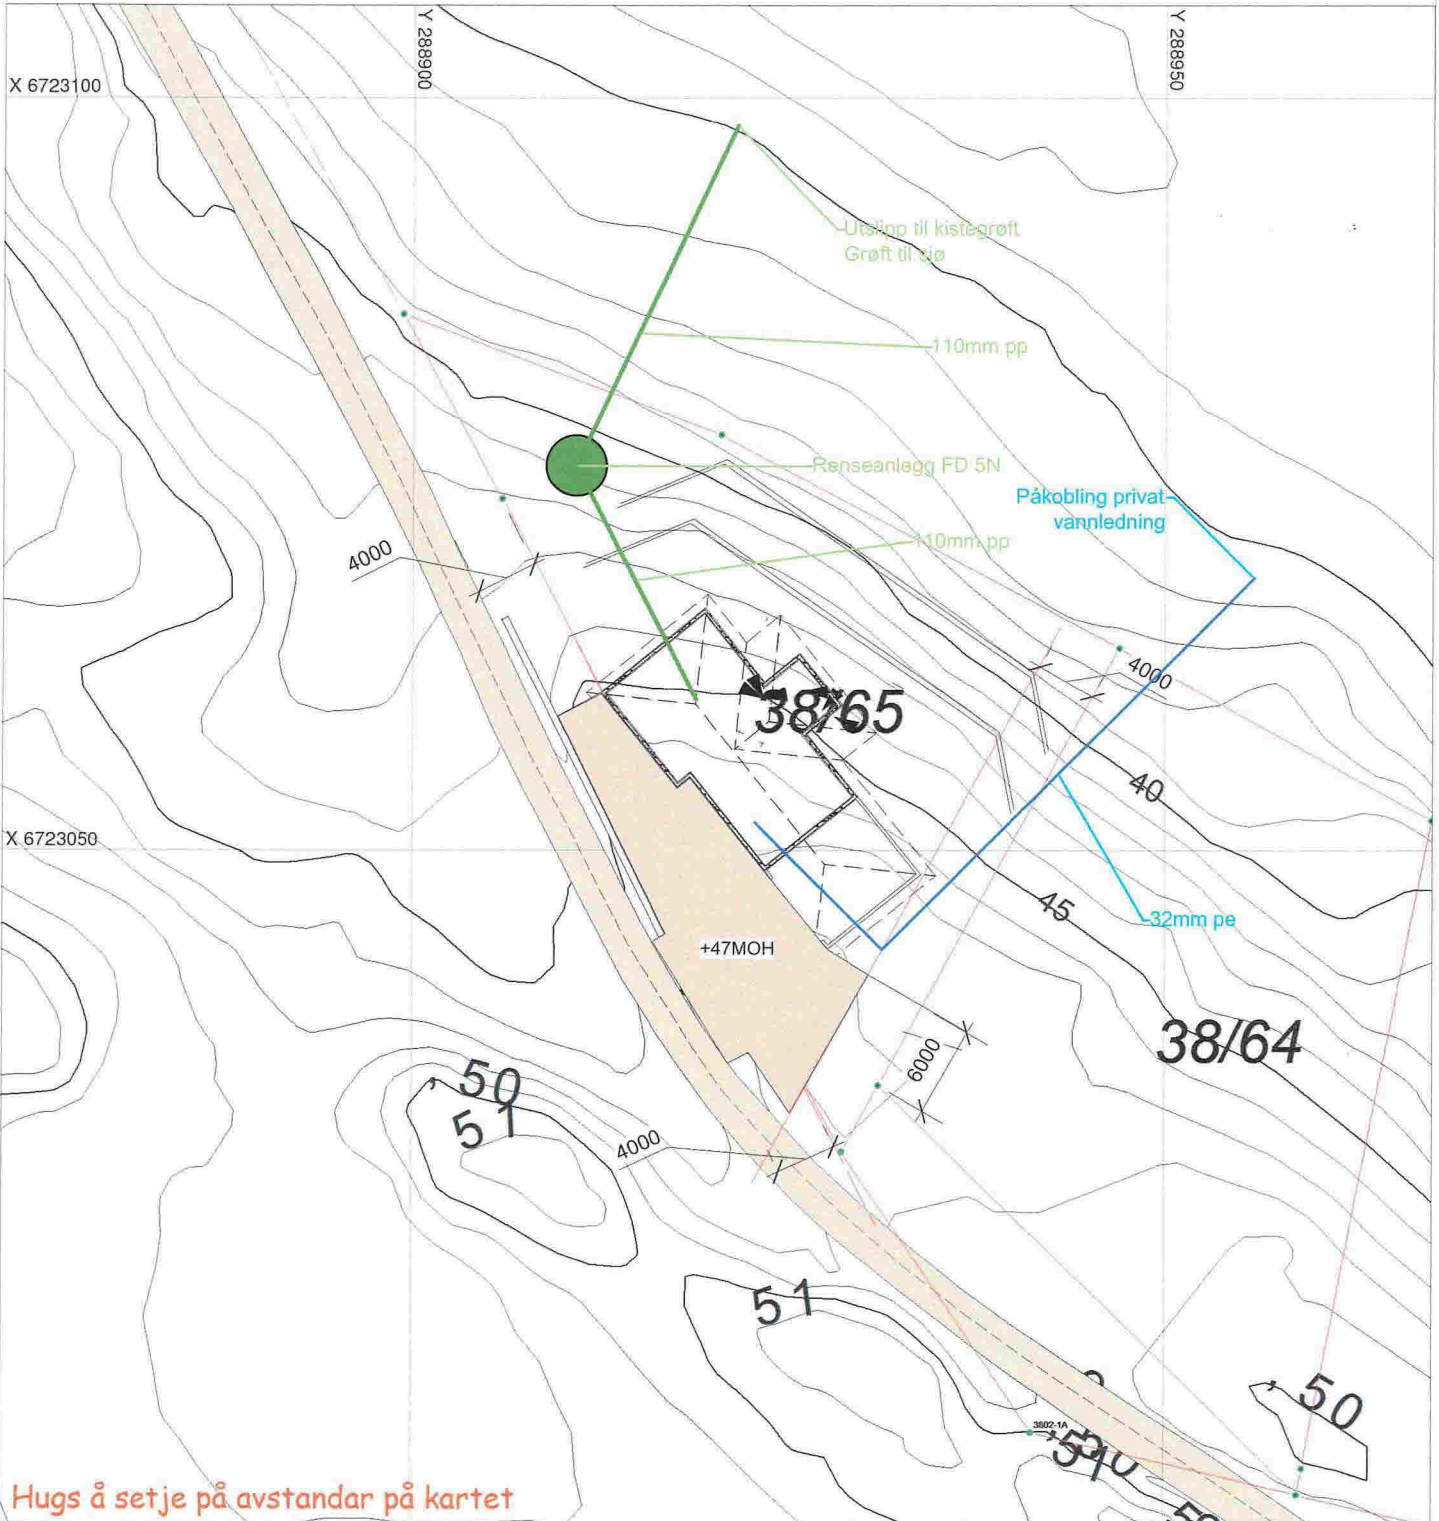 Y 288900
Y 288950
X 6723100
Utslipp til kistegrøft
Grøft til sjø
110mm pp
Renseanlegg FD 5N
Påkobling privat
vannledning
110mm pp
4000
4000
38/65
40
X 6723050
45
32mm pe
+47MOH
38/64
6000
, 50
51
4000
51
, 50
3802-1A
Hugs å setje på avstandar på kartet